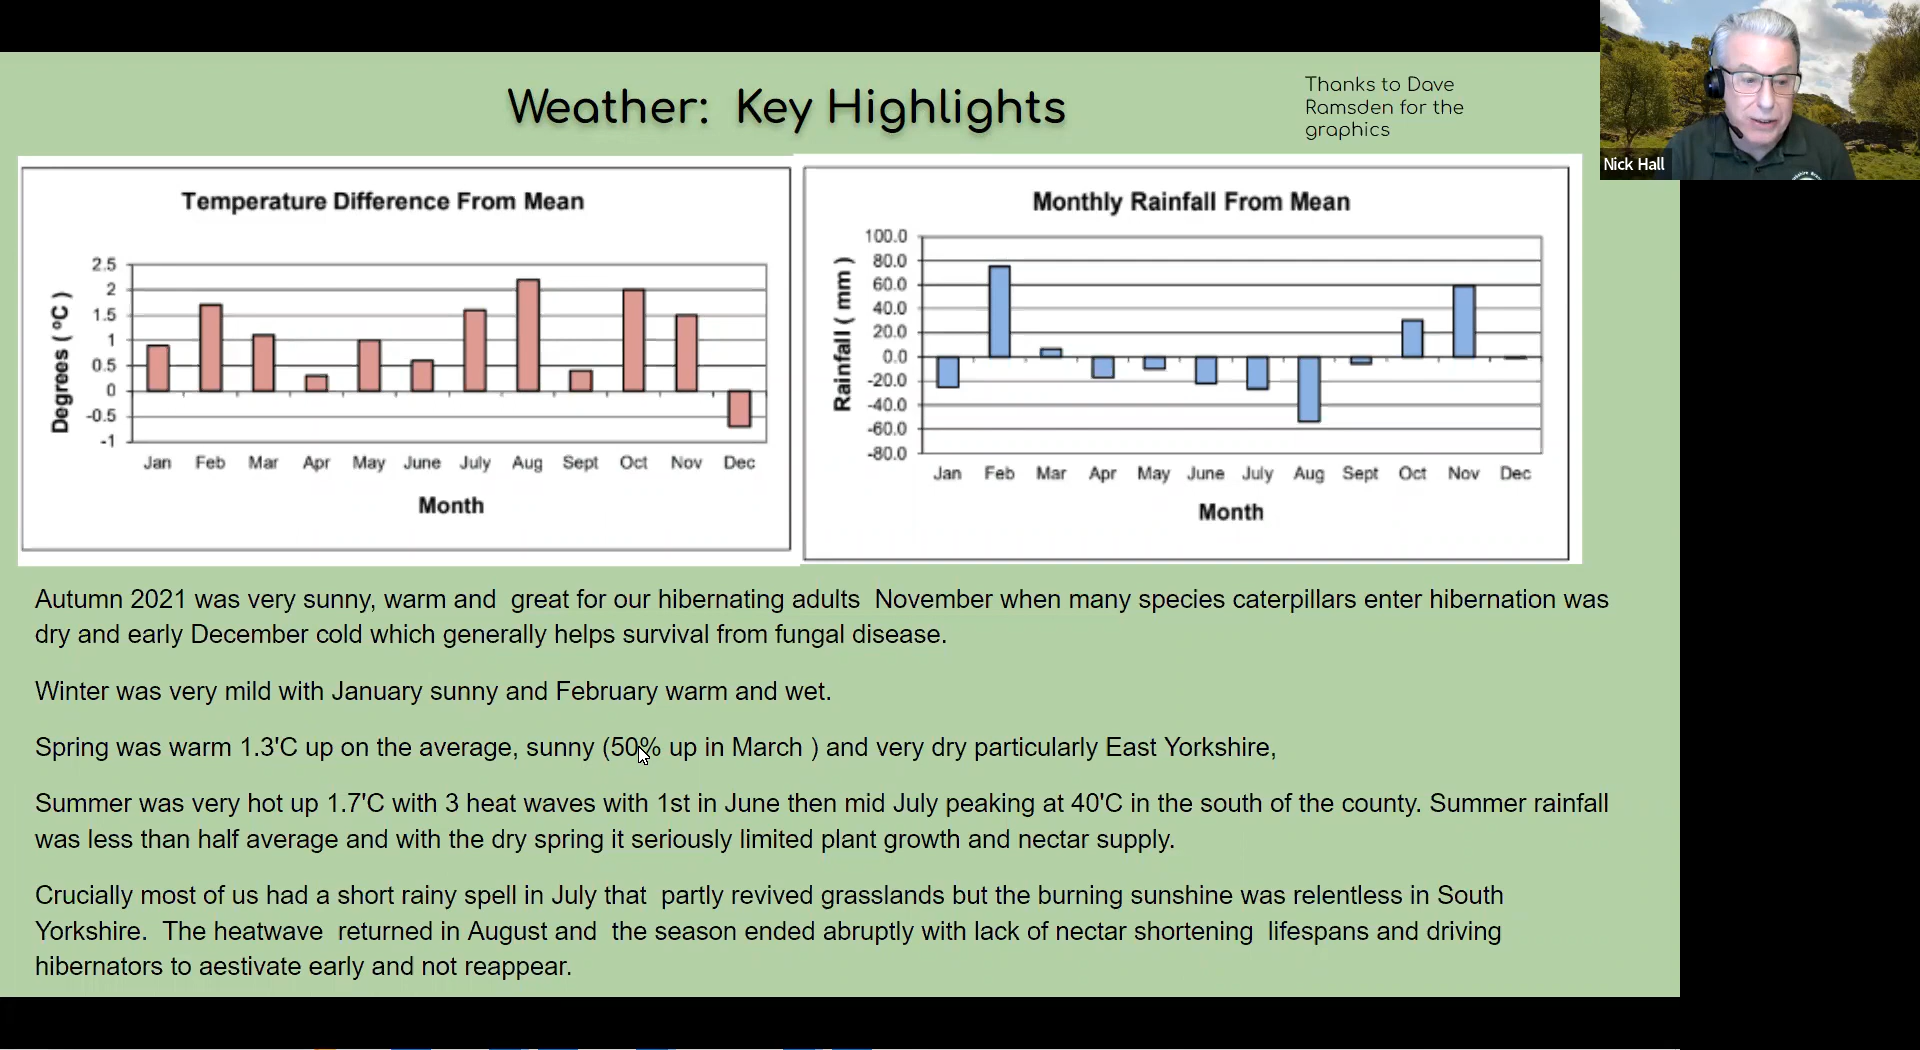 Weather:  Key Highlights
Thanks to Dave
Ramsden for the
graphics
Nick Hall
Temperature Difference From Mean
Degrees ( ºC )
2.5
2
1.5
1
0.5
0
-0.5
-1
Jan Feb Mar Apr May June July Aug Sept Oct Nov Dec
Month
Monthly Rainfall From Mean
Rainfall ( mm )
100.0
80.0
60.0
40.0
20.0
0.0
-20.0
-40.0
-60.0
-80.0
Jan Feb Mar Apr May June July Aug Sept Oct Nov Dec
Month
Autumn 2021 was very sunny, warm and  great for our hibernating adults  November when many species caterpillars enter hibernation was
dry and early December cold which generally helps survival from fungal disease.
Winter was very mild with January sunny and February warm and wet.
Spring was warm 1.3'C up on the average, sunny (50% up in March ) and very dry particularly East Yorkshire,
Summer was very hot up 1.7'C with 3 heat waves with 1st in June then mid July peaking at 40'C in the south of the county. Summer rainfall
was less than half average and with the dry spring it seriously limited plant growth and nectar supply.
Crucially most of us had a short rainy spell in July that  partly revived grasslands but the burning sunshine was relentless in South
Yorkshire.  The heatwave  returned in August and  the season ended abruptly with lack of nectar shortening  lifespans and driving
hibernators to aestivate early and not reappear.